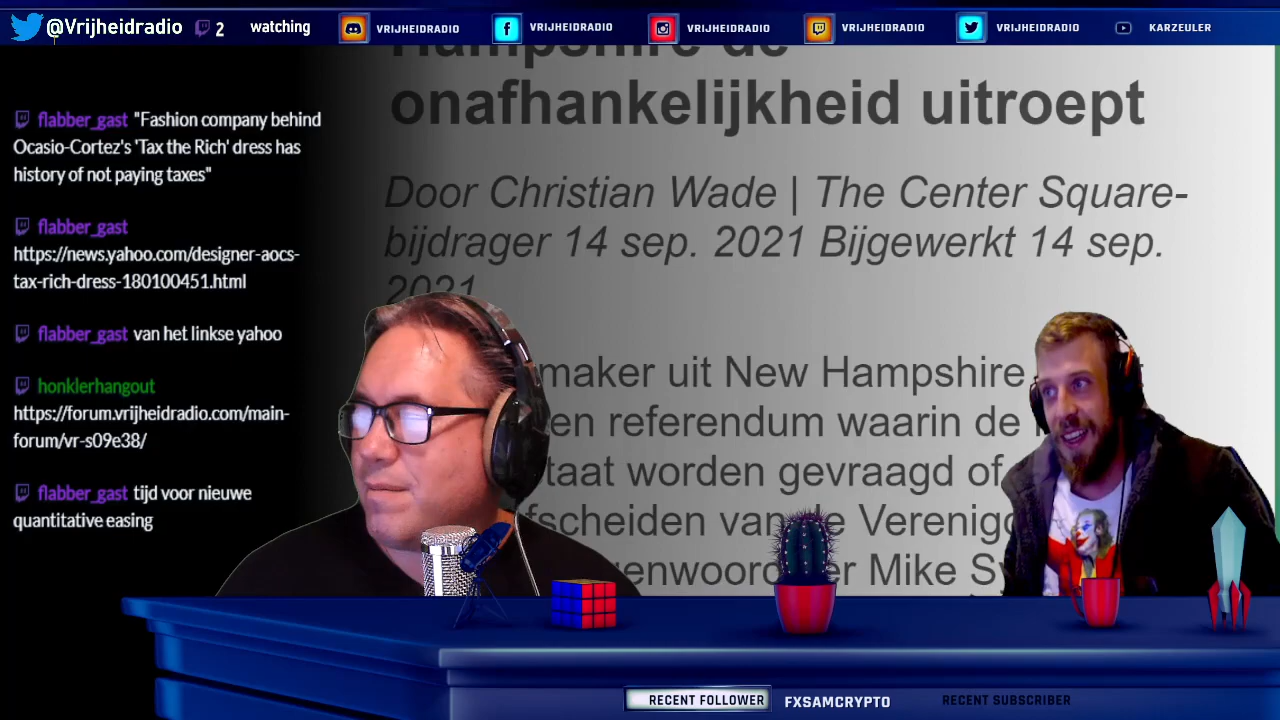 @Vrijheidradio 2 watching VRIJHEIDRADIO VRIJHEIDRADIO VRIJHEIDRADIO VRIJHEIDRADIO VRIJHEIDRADIO KARZEULER
flabber_gast "Fashion company behind
Ocasio-Cortez's 'Tax the Rich' dress has
history of not paying taxes"
flabber_gast
https://news.yahoo.com/designer-aocs-
tax-rich-dress-180100451.html
flabber_gast van het linkse yahoo
honklerhangout
https://forum.vrijheidradio.com/main-
forum/vr-s09e38/
flabber_gast tijd voor nieuwe
quantitative easing
Hampshire de
onafhankelijkheid uitroept
Door Christian Wade | The Center Square-
bijdrager 14 sep. 2021 Bijgewerkt 14 sep.
2021
maker uit New Hampshire
en referendum waarin de
taat worden gevraagd of
fscheiden van de
Mike
RECENT FOLLOWER FXSAMCRYPTO RECENT SUBSCRIBER